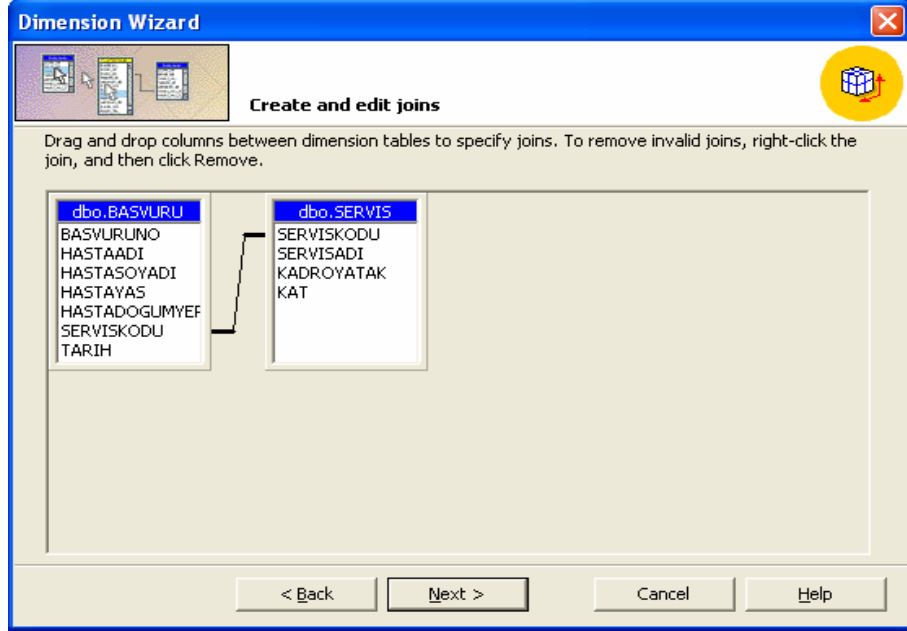 Dimension Wizard
Create and edit joins
Drag and drop columns between dimension tables to specify joins. To remove invalid joins, right-click the
join, and then click Remove.
dbo.BASVURU
BASVURUNO
HASTAADI
HASTASOYADI
HASTAYAS
HASTADOGUMYER
SERVISKODU
TARIH
dbo.SERVIS
SERVISKODU
SERVISADI
KADROYATAK
KAT
< Back
Next >
Cancel
Help